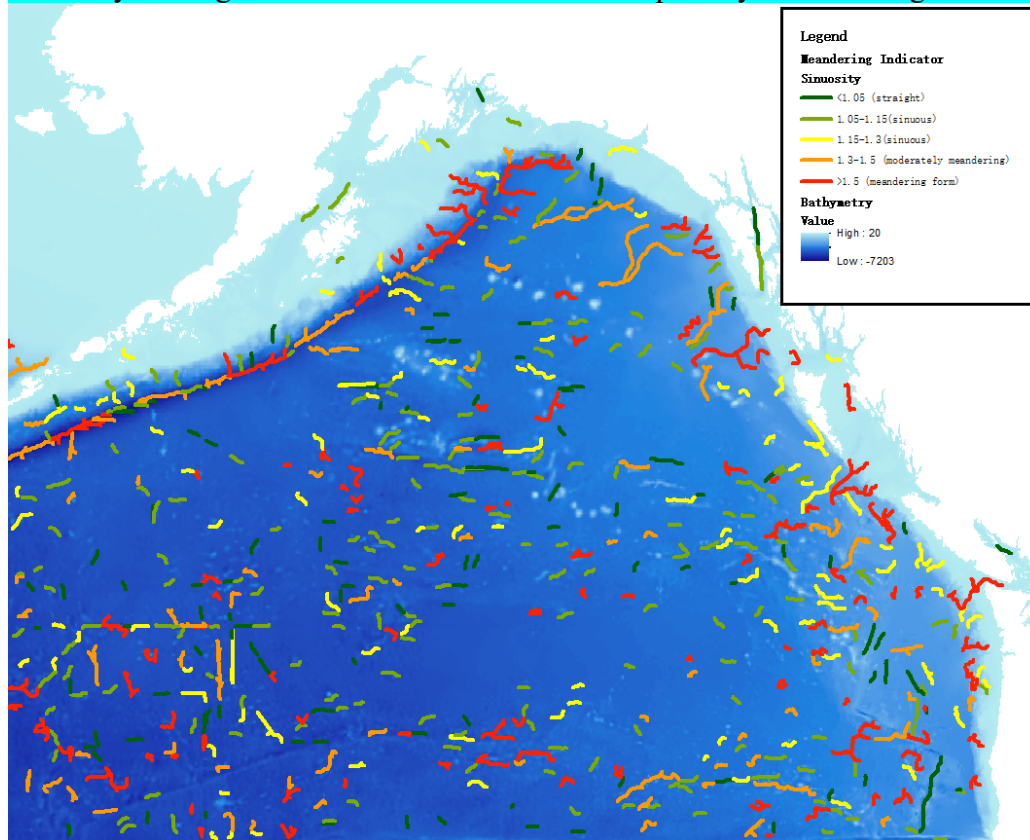 Legend
Meandering Indicator
Sinuosity
<1.05 (straight)
1.05-1.15(sinuous)
1.15-1.3(sinuous)
1.3-1.5 (moderately meandering)
>1.5 (meandering form)
Bathymetry
Value
High : 20
Low : -7203